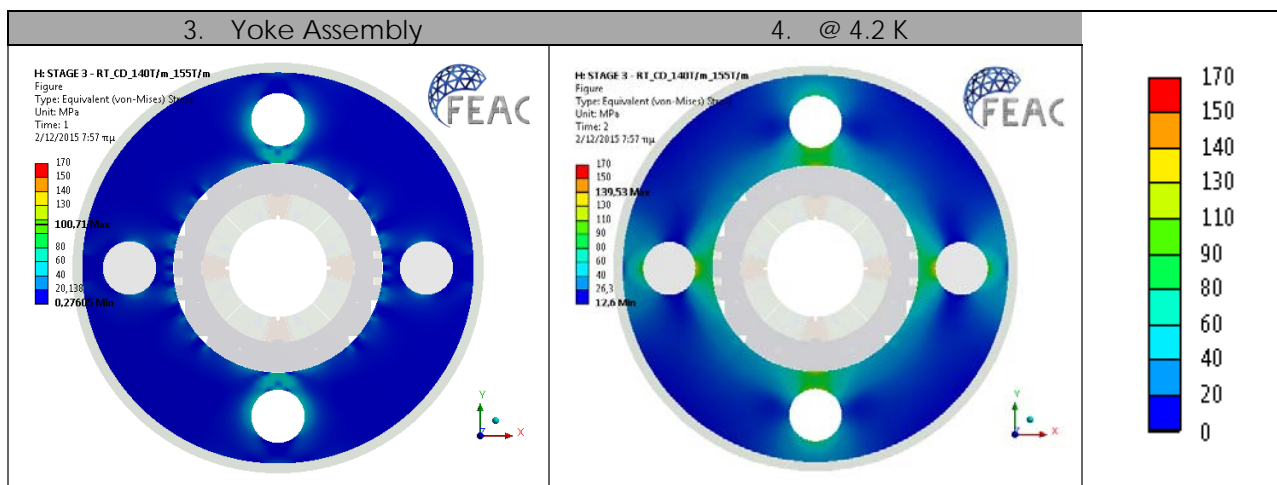 3. Yoke Assembly
4. @ 4.2 K
H: STAGE 3 - RT_CD_140T/m_155T/m
Figure
Type: Equivalent (von-Mises) Stress
Unit: MPa
Time: 1
2/12/2015 7:57 πμ
FEAC
170
150
140
130
100,71 Max
80
60
40
20,138
0,27605 Min
Y
Z
X
H: STAGE 3 - RT_CD_140T/m_155T/m
Figure
Type: Equivalent (von-Mises) Stress
Unit: MPa
Time: 2
2/12/2015 7:57 πμ
FEAC
170
150
139,53 Max
130
110
90
80
60
40
26,3
12,6 Min
Y
Z
X
170
150
140
130
110
90
80
60
40
20
0